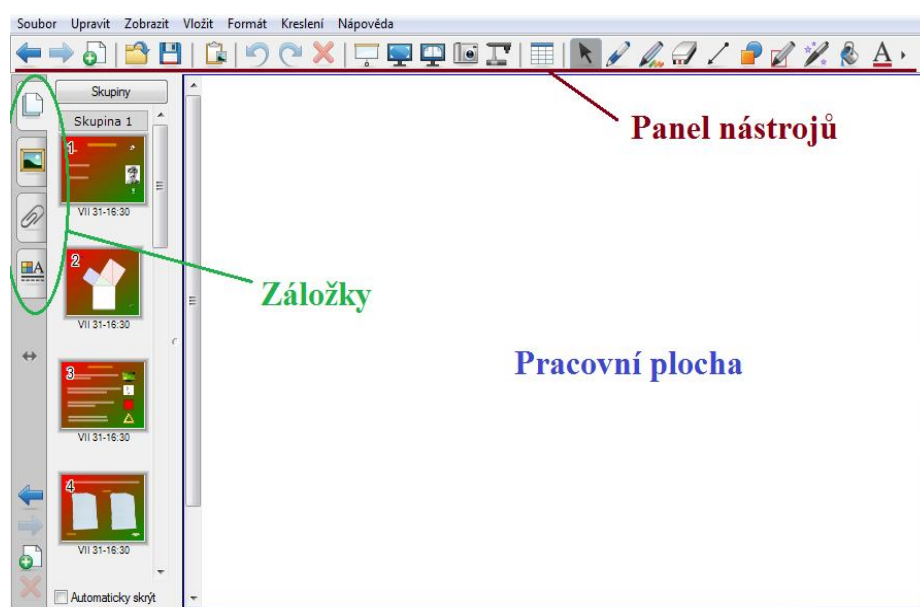 Soubor Upravit Zobrazit Vložit Formát Kreslení Nápověda
A
Panel nástrojů
Skupiny
Skupina 1
1
VII 31-16:30
A
2
VII 31-16:30
Záložky
Pracovní plocha
3
VII 31-16:30
4
VII 31-16:30
Automaticky skrýt